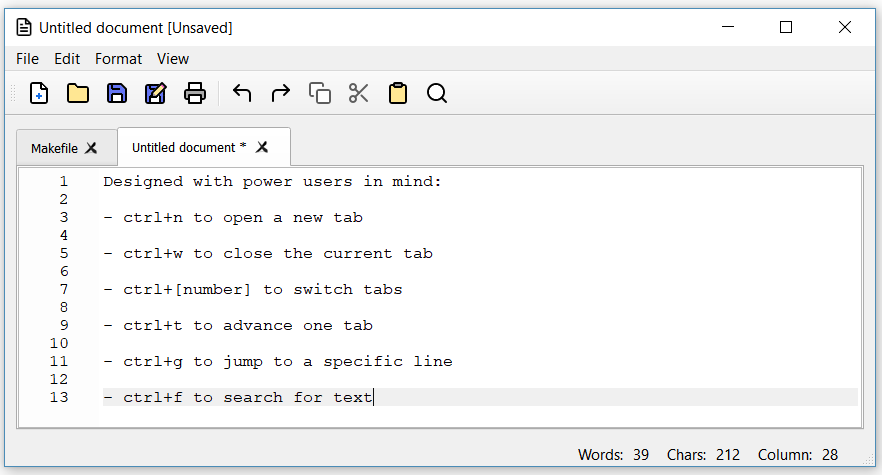 Untitled document [Unsaved]
File Edit Format View
Makefile Untitled document *
1 Designed with power users in mind:
2
3 - ctrl+n to open a new tab
4
5 - ctrl+w to close the current tab
6
7 - ctrl+[number] to switch tabs
8
9 - ctrl+t to advance one tab
10
11 - ctrl+g to jump to a specific line
12
13 - ctrl+f to search for text
Words: 39 Chars: 212 Column: 28